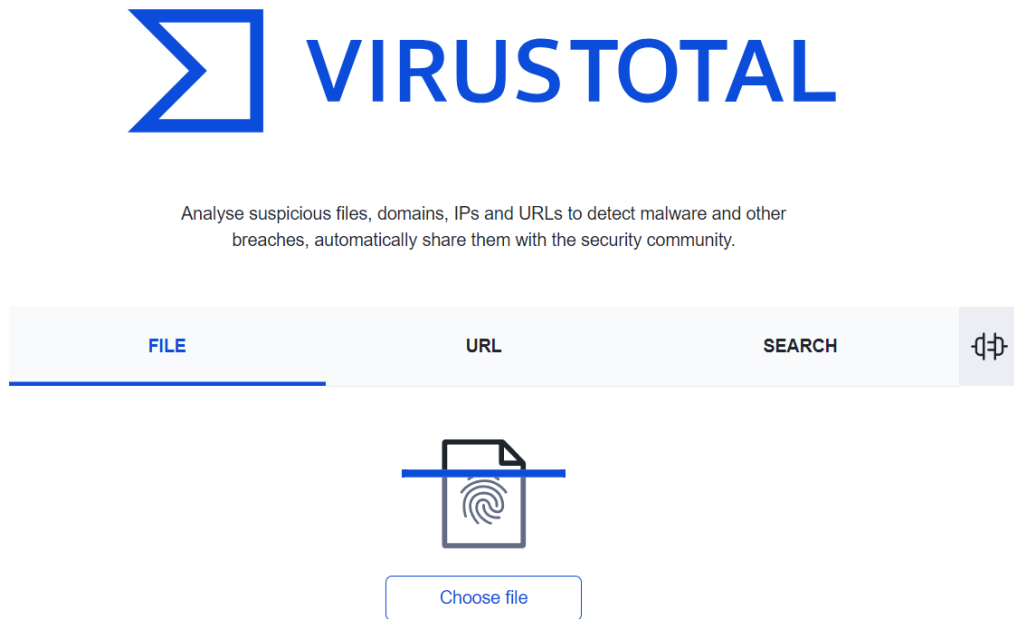 VIRUSTOTAL
Analyse suspicious files, domains, IPs and URLs to detect malware and other
breaches, automatically share them with the security community.
FILE
URL
SEARCH
Choose file